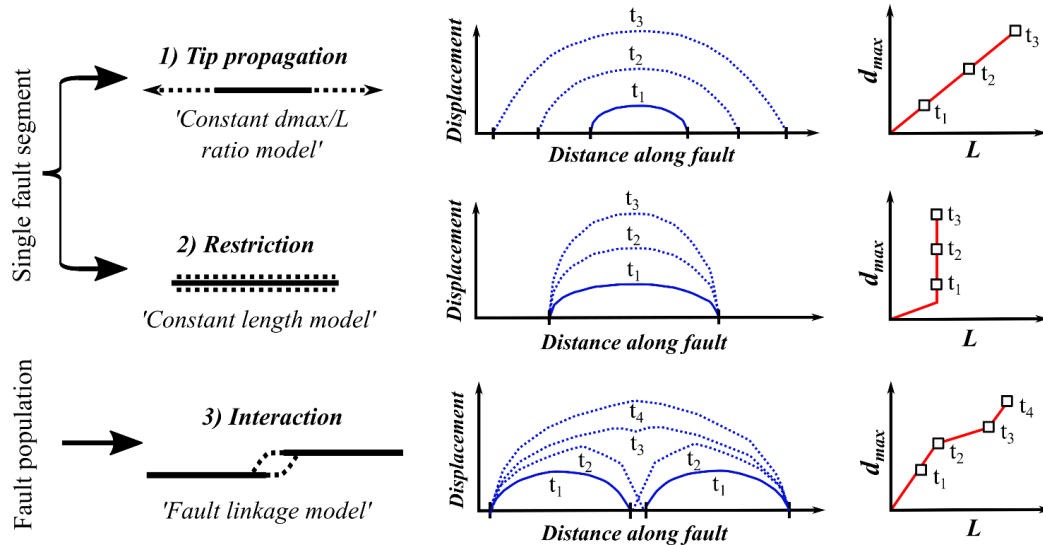 Single fault segment
1) Tip propagation
'Constant dmax/L
ratio model'
Displacement
t3
t2
t1
Distance along fault
dmax
t1
t2
t3
L
2) Restriction
'Constant length model'
Displacement
t3
t2
t1
Distance along fault
dmax
t3
t2
t1
L
Fault population
3) Interaction
'Fault linkage model'
Displacement
t4
t3
t2
t2
t1
t1
Distance along fault
dmax
t4
t3
t2
t1
L